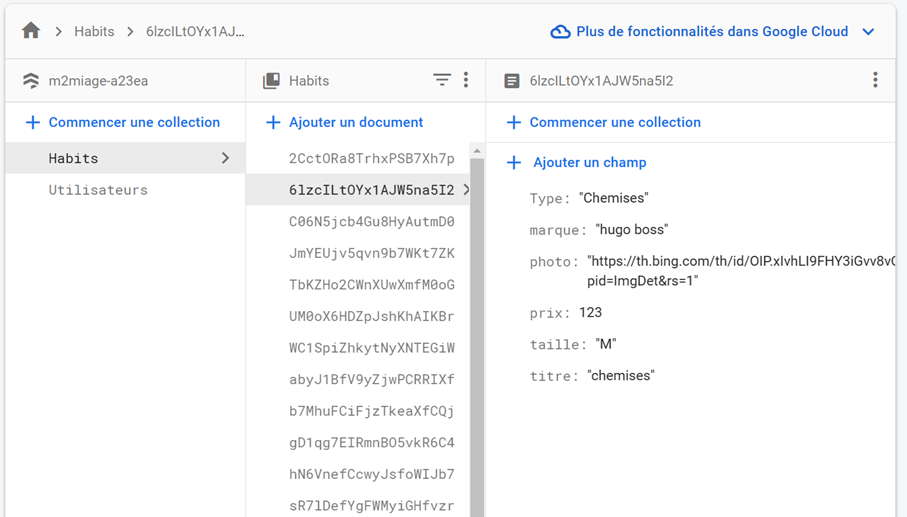 Habits
6lzcILtOYx1AJ…
Plus de fonctionnalités dans Google Cloud
m2miage-a23ea
Habits
6lzcILtOYx1AJW5na5I2
Commencer une collection
Ajouter un document
Commencer une collection
Habits
Utilisateurs
2CctORa8TrhxPSB7Xh7p
6lzcILtOYx1AJW5na5I2
C06N5jcb4Gu8HyAutmD0
JmYEUjv5qvn9b7WKt7ZK
TbKZHo2CWnXUwXmfM0oG
UM0oX6HDZpJshKhAIKBr
WC1SpiZhkytNyXNTEGiW
abyJ1BfV9yZjwPCRRIXf
b7MhuFCiFjzTkeaXfCQj
gD1qg7EIRmnBO5vkR6C4
hN6VnefCcwyJsfoWIJb7
sR7lDefYgFWMyiGHfvzr
Ajouter un champ
Type: "Chemises"
marque: "hugo boss"
photo: "https://th.bing.com/th/id/OIP.xIvhLI9FHY3iGvv8v
pid=ImgDet&rs=1"
prix: 123
taille: "M"
titre: "chemises"